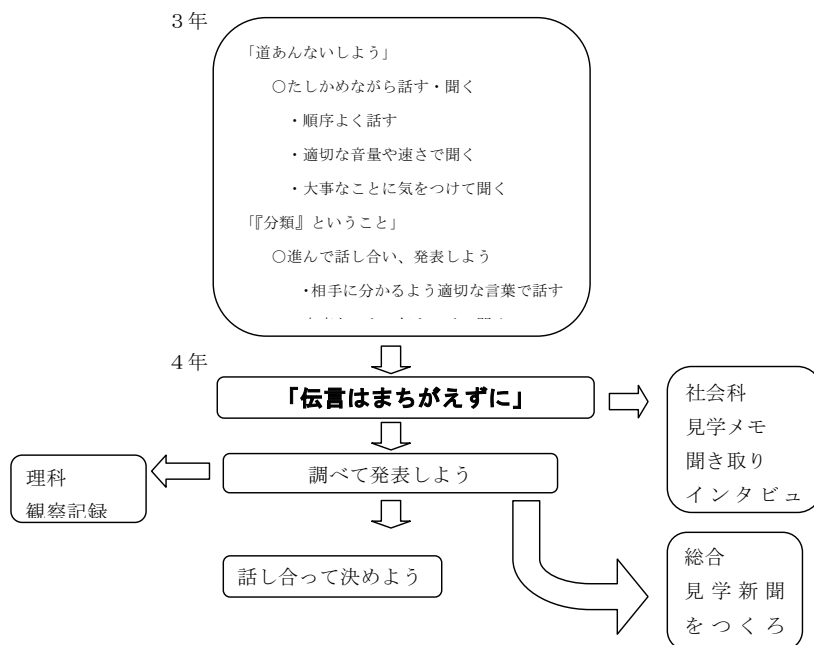 ３年
「道あんないしよう」
○たしかめながら話す・聞く
・順序よく話す
・適切な音量や速さで聞く
・大事なことに気をつけて聞く
「『分類』ということ」
○進んで話し合い、発表しよう
・相手に分かるよう適切な言葉で話す
４年
「伝言はまちがえずに」
社会科
見学メモ
聞き取り
インタビュ
調べて発表しよう
理科
観察記録
話し合って決めよう
総合
見学新聞
をつくろ